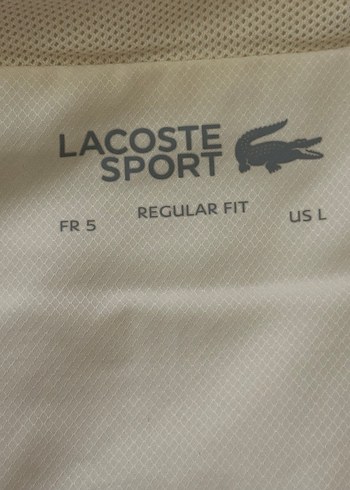 LACOSTE
SPORT
FR 5 REGULAR FIT US L